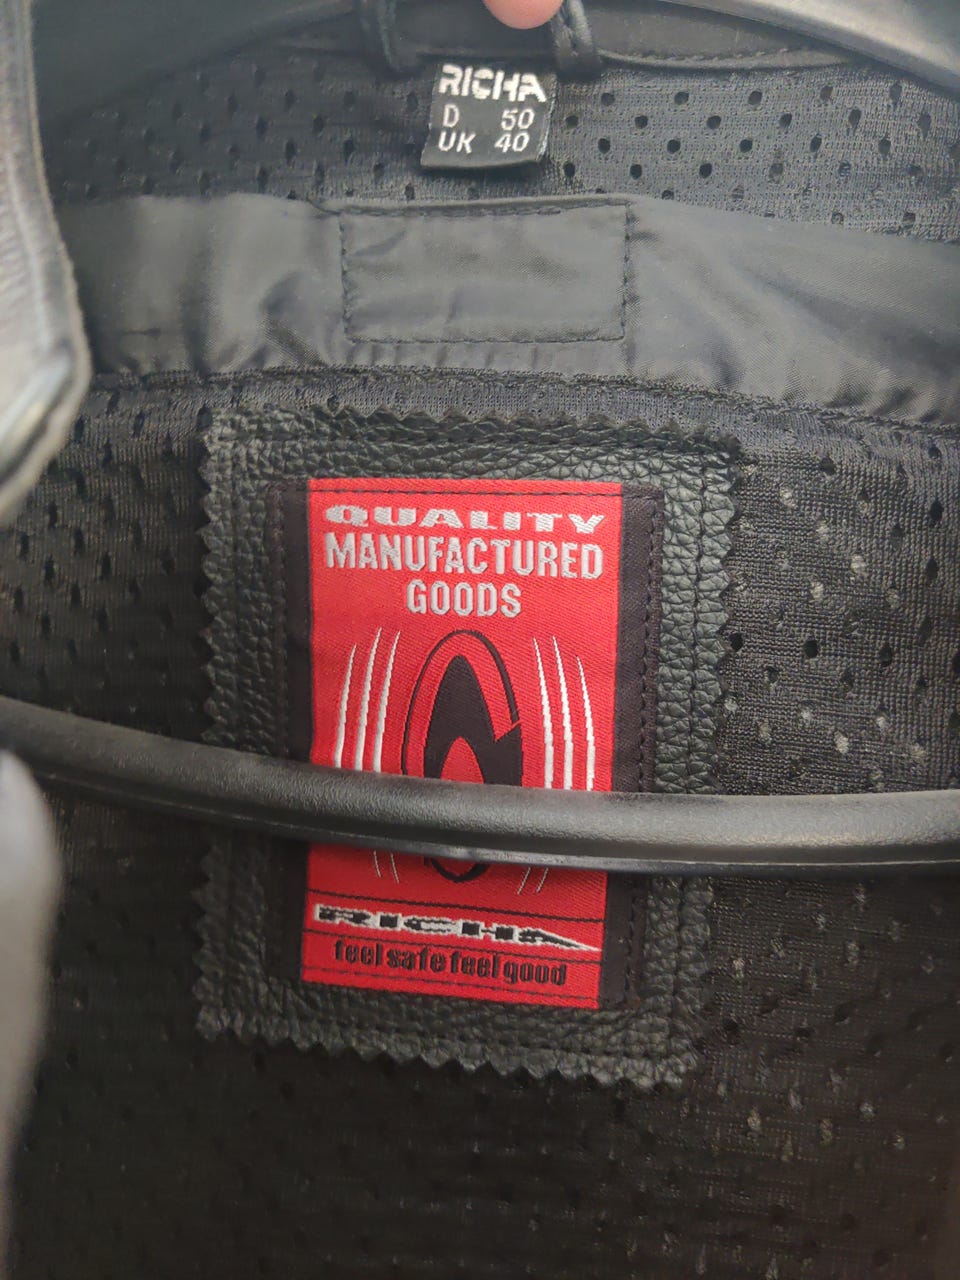 RICHA
D 50
UK 40
QUALITY
MANUFACTURED
GOODS
RICHA
feel safe feel good